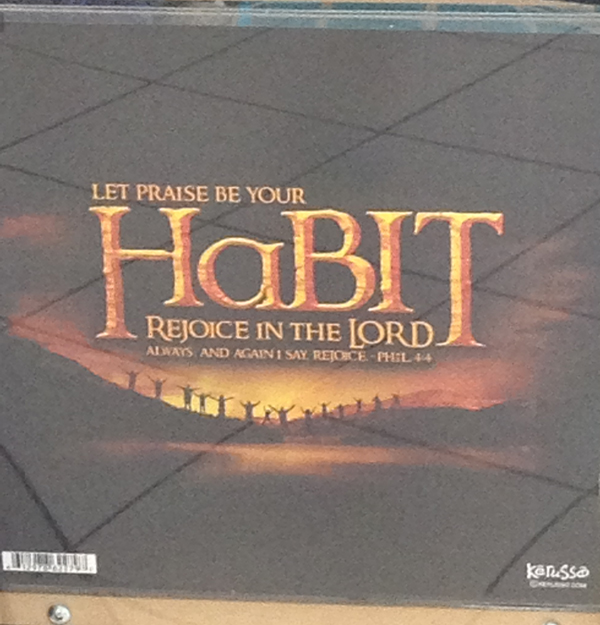 LET PRAISE BE YOUR
HaBIT
REJOICE IN THE LORD
ALWAYS. AND AGAIN I SAY, REJOICE. - PHIL. 4:4
Kerusso